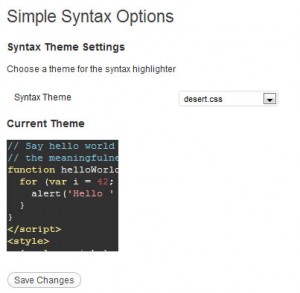 Simple Syntax Options
Syntax Theme Settings
Choose a theme for the syntax highlighter
Syntax Theme desert.css
Current Theme
// Say hello world
// the meaningfulne
function helloWorl
for (var i = 42;
alert('Hello '
}
}
</script>
<style>
Save Changes